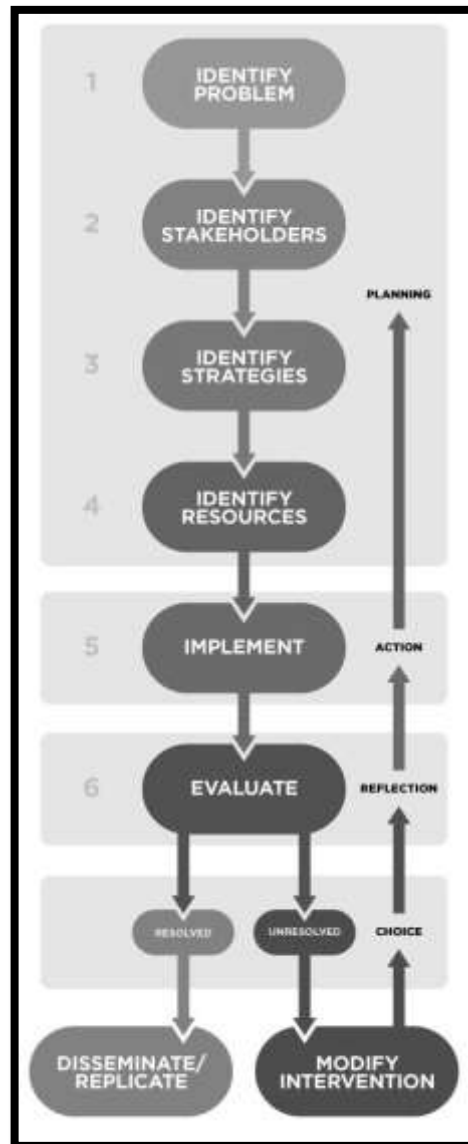 1
IDENTIFY
PROBLEM
2
IDENTIFY
STAKEHOLDERS
PLANNING
3
IDENTIFY
STRATEGIES
4
IDENTIFY
RESOURCES
5
IMPLEMENT
ACTION
6
EVALUATE
REFLECTION
RESOLVED
UNRESOLVED
CHOICE
DISSEMINATE/
REPLICATE
MODIFY
INTERVENTION